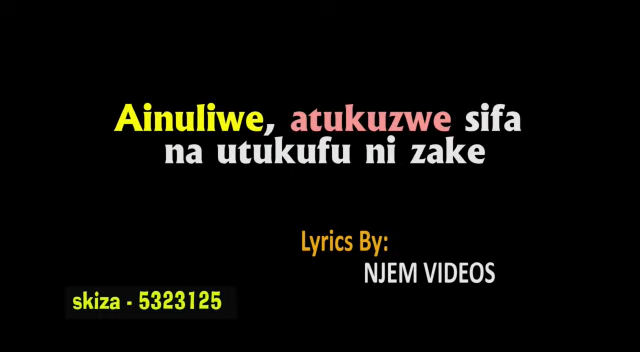 Ainuliwe, atukuzwe sifa
na utukufu ni zake
Lyrics By:
NJEM VIDEOS
skiza - 5323125